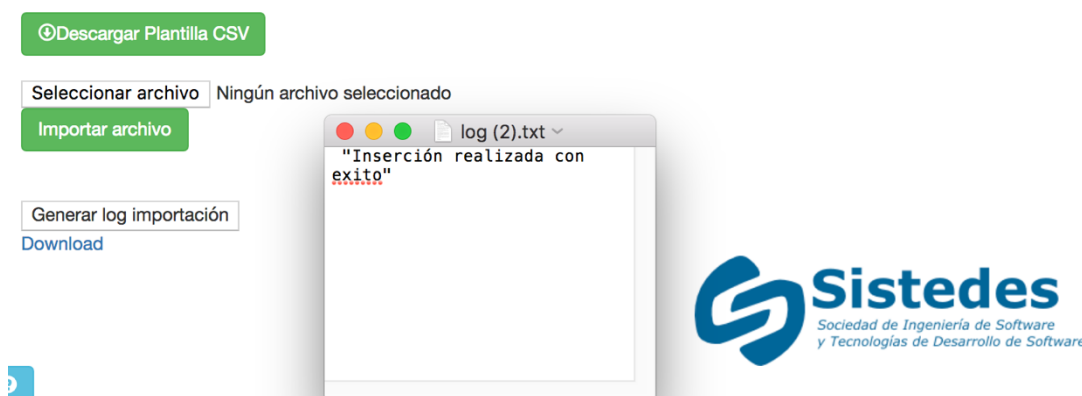 Descargar Plantilla CSV
Seleccionar archivo Ningún archivo seleccionado
Importar archivo
log (2).txt
"Inserción realizada con
exito"
Generar log importación
Download
Sistedes
Sociedad de Ingeniería de Software
y Tecnologías de Desarrollo de Software